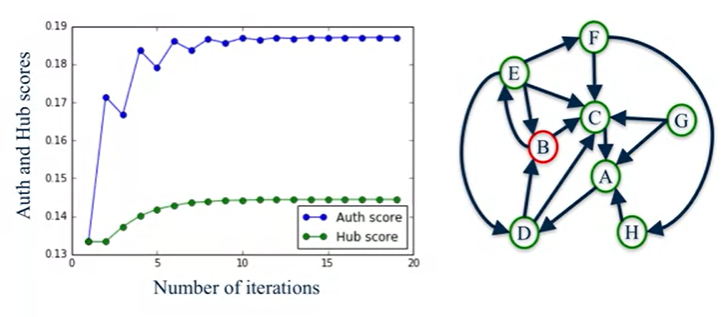 0.19
0.18
0.17
0.16
0.15
0.14
0.13
0
5
10
15
20
Auth and Hub scores
Number of iterations
Auth score
Hub score
F
E
C
G
B
A
D
H